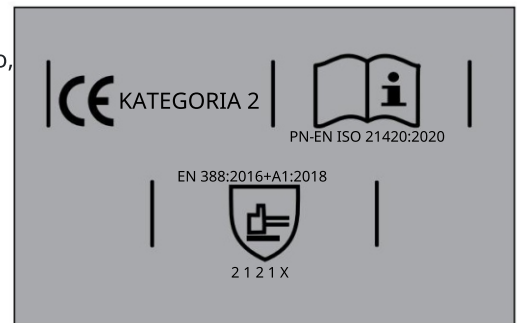 CE KATEGORIA 2
i
PN-EN ISO 21420:2020
EN 388:2016+A1:2018
2 1 2 1 X